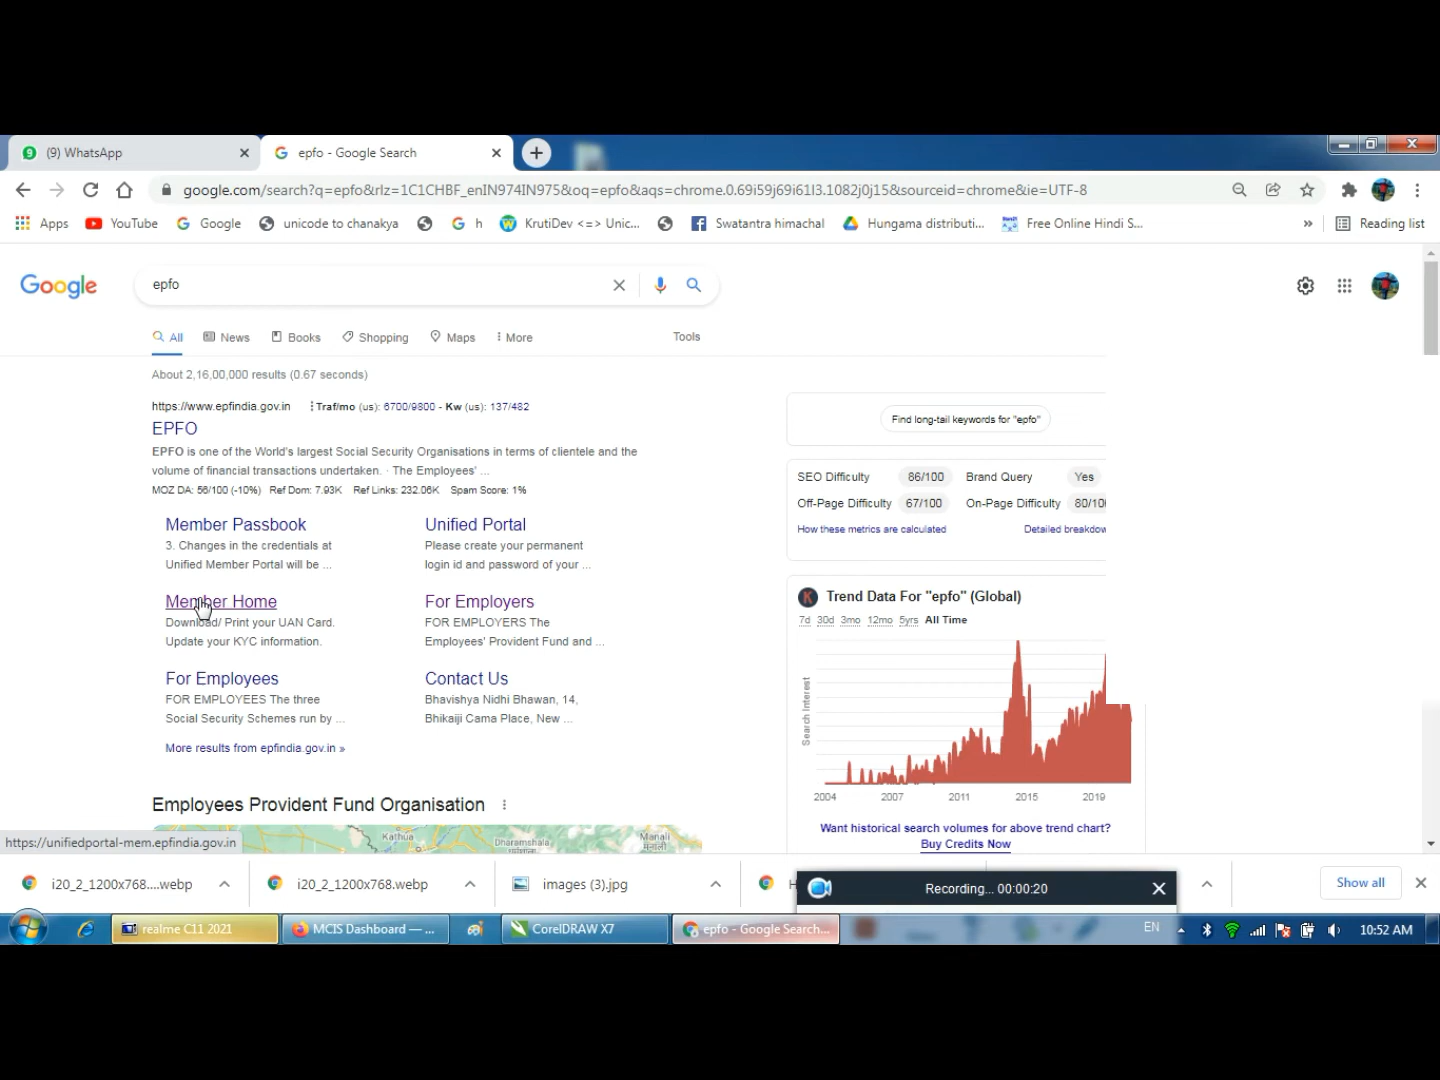 (9) WhatsApp
epfo - Google Search
google.com/search?q=epfo&rlz=1C1CHBF_enIN974IN975&oq=epfo&aqs=chrome.0.69i59j69i61l3.1082j0j15&sourceid=chrome&ie=UTF-8
Apps YouTube Google unicode to chanakya h KrutiDev <=> Unic... Swatantra himachal Hungama distributi... Free Online Hindi S... » Reading list
Google
epfo
All News Books Shopping Maps More Tools
About 2,16,00,000 results (0.67 seconds)
https://www.epfindia.gov.in Traf/mo (us): 6700/9800 - Kw (us): 137/482
EPFO
EPFO is one of the World's largest Social Security Organisations in terms of clientele and the
volume of financial transactions undertaken. · The Employees' ...
MOZ DA: 56/100 (-10%) Ref Dom: 7.93K Ref Links: 232.06K Spam Score: 1%
Member Passbook
3. Changes in the credentials at
Unified Member Portal will be ...
Unified Portal
Please create your permanent
login id and password of your ...
Member Home
Download/ Print your UAN Card.
Update your KYC information.
For Employers
FOR EMPLOYERS The
Employees' Provident Fund and ...
For Employees
FOR EMPLOYEES The three
Social Security Schemes run by ...
Contact Us
Bhavishya Nidhi Bhawan, 14,
Bhikaiji Cama Place, New ...
More results from epfindia.gov.in »
Employees Provident Fund Organisation
Kathua
Dharamshala
धर्मशाला
Manali
मनाली
Find long-tail keywords for "epfo"
SEO Difficulty 86/100 Brand Query Yes
Off-Page Difficulty 67/100 On-Page Difficulty 80/100
How these metrics are calculated Detailed breakdow
Trend Data For "epfo" (Global)
7d 30d 3mo 12mo 5yrs All Time
Search Interest
2004 2007 2011 2015 2019
Want historical search volumes for above trend chart?
Buy Credits Now
https://unifiedportal-mem.epfindia.gov.in
i20_2_1200x768....webp
i20_2_1200x768.webp
images (3).jpg
H
Recording... 00:00:20
Show all
realme C11 2021
MCIS Dashboard — ...
CorelDRAW X7
epfo - Google Search...
EN
10:52 AM